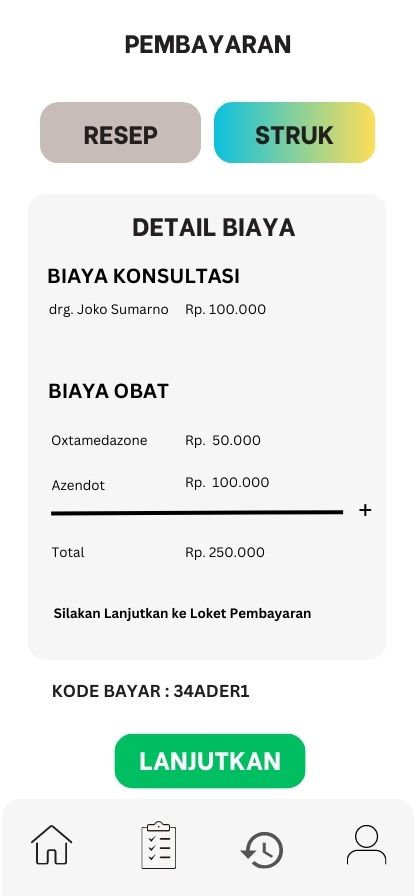 PEMBAYARAN
RESEP STRUK
DETAIL BIAYA
BIAYA KONSULTASI
drg. Joko Sumarno Rp. 100.000
BIAYA OBAT
Oxtamedazone Rp. 50.000
Azendot Rp. 100.000
+
Total Rp. 250.000
Silakan Lanjutkan ke Loket Pembayaran
KODE BAYAR : 34ADER1
LANJUTKAN